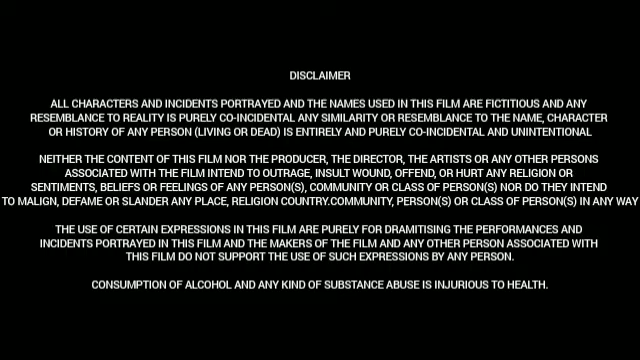 DISCLAIMER
ALL CHARACTERS AND INCIDENTS PORTRAYED AND THE NAMES USED IN THIS FILM ARE FICTITIOUS AND ANY
RESEMBLANCE TO REALITY IS PURELY CO-INCIDENTAL ANY SIMILARITY OR RESEMBLANCE TO THE NAME, CHARACTER
OR HISTORY OF ANY PERSON (LIVING OR DEAD) IS ENTIRELY AND PURELY CO-INCIDENTAL AND UNINTENTIONAL
NEITHER THE CONTENT OF THIS FILM NOR THE PRODUCER, THE DIRECTOR, THE ARTISTS OR ANY OTHER PERSONS
ASSOCIATED WITH THE FILM INTEND TO OUTRAGE, INSULT WOUND, OFFEND, OR HURT ANY RELIGION OR
SENTIMENTS, BELIEFS OR FEELINGS OF ANY PERSON(S), COMMUNITY OR CLASS OF PERSON(S) NOR DO THEY INTEND
TO MALIGN, DEFAME OR SLANDER ANY PLACE, RELIGION COUNTRY.COMMUNITY, PERSON(S) OR CLASS OF PERSON(S) IN ANY WAY
THE USE OF CERTAIN EXPRESSIONS IN THIS FILM ARE PURELY FOR DRAMITISING THE PERFORMANCES AND
INCIDENTS PORTRAYED IN THIS FILM AND THE MAKERS OF THE FILM AND ANY OTHER PERSON ASSOCIATED WITH
THIS FILM DO NOT SUPPORT THE USE OF SUCH EXPRESSIONS BY ANY PERSON.
CONSUMPTION OF ALCOHOL AND ANY KIND OF SUBSTANCE ABUSE IS INJURIOUS TO HEALTH.